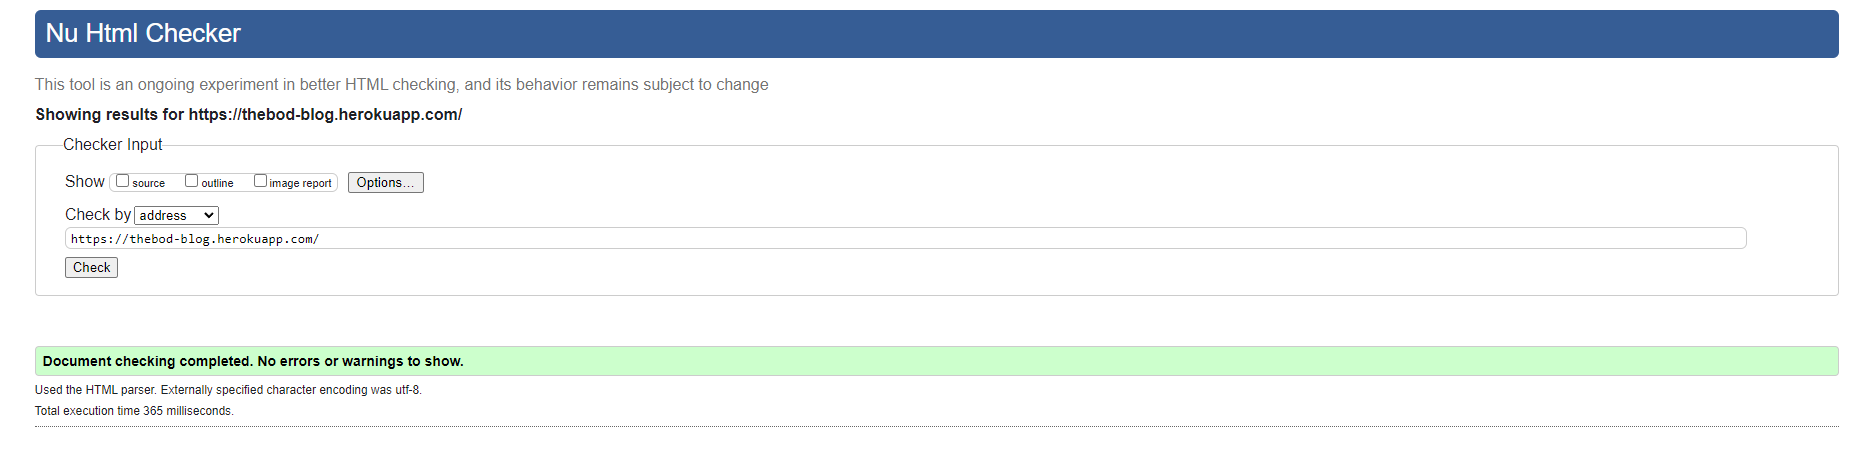 Nu Html Checker
This tool is an ongoing experiment in better HTML checking, and its behavior remains subject to change
Showing results for https://thebod-blog.herokuapp.com/
Checker Input
Show source outline image report Options...
Check by address
https://thebod-blog.herokuapp.com/
Check
Document checking completed. No errors or warnings to show.
Used the HTML parser. Externally specified character encoding was utf-8.
Total execution time 365 milliseconds.